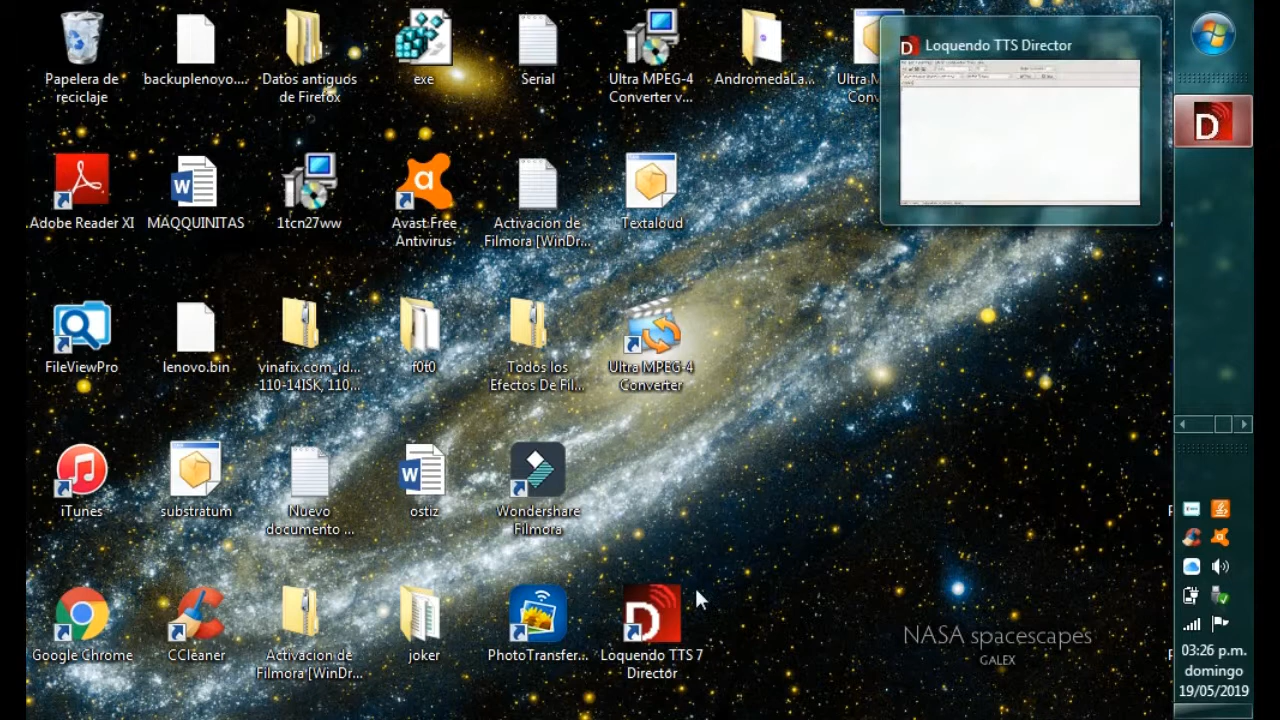 Papelera de
reciclaje
backuplenovo....
Datos antiguos
de Firefox
exe
Serial
Ultra MPEG-4
Converter v...
AndromedaLa...
Ultra M
Conv
Loquendo TTS Director
Adobe Reader XI
MAQQUINITAS
1tcn27ww
Avast Free
Antivirus
Activacion de
Filmora [WinDr...
Textaloud
FileViewPro
lenovo.bin
vinafix.com_id...
110-14ISK, 110...
f0t0
Todos los
Efectos De Fil...
Ultra MPEG-4
Converter
iTunes
substratum
Nuevo
documento ...
ostiz
Wondershare
Filmora
Google Chrome
CCleaner
Activacion de
Filmora [WinDr...
joker
PhotoTransfer...
Loquendo TTS 7
Director
NASA spacescapes
GALEX
03:26 p.m.
domingo
19/05/2019